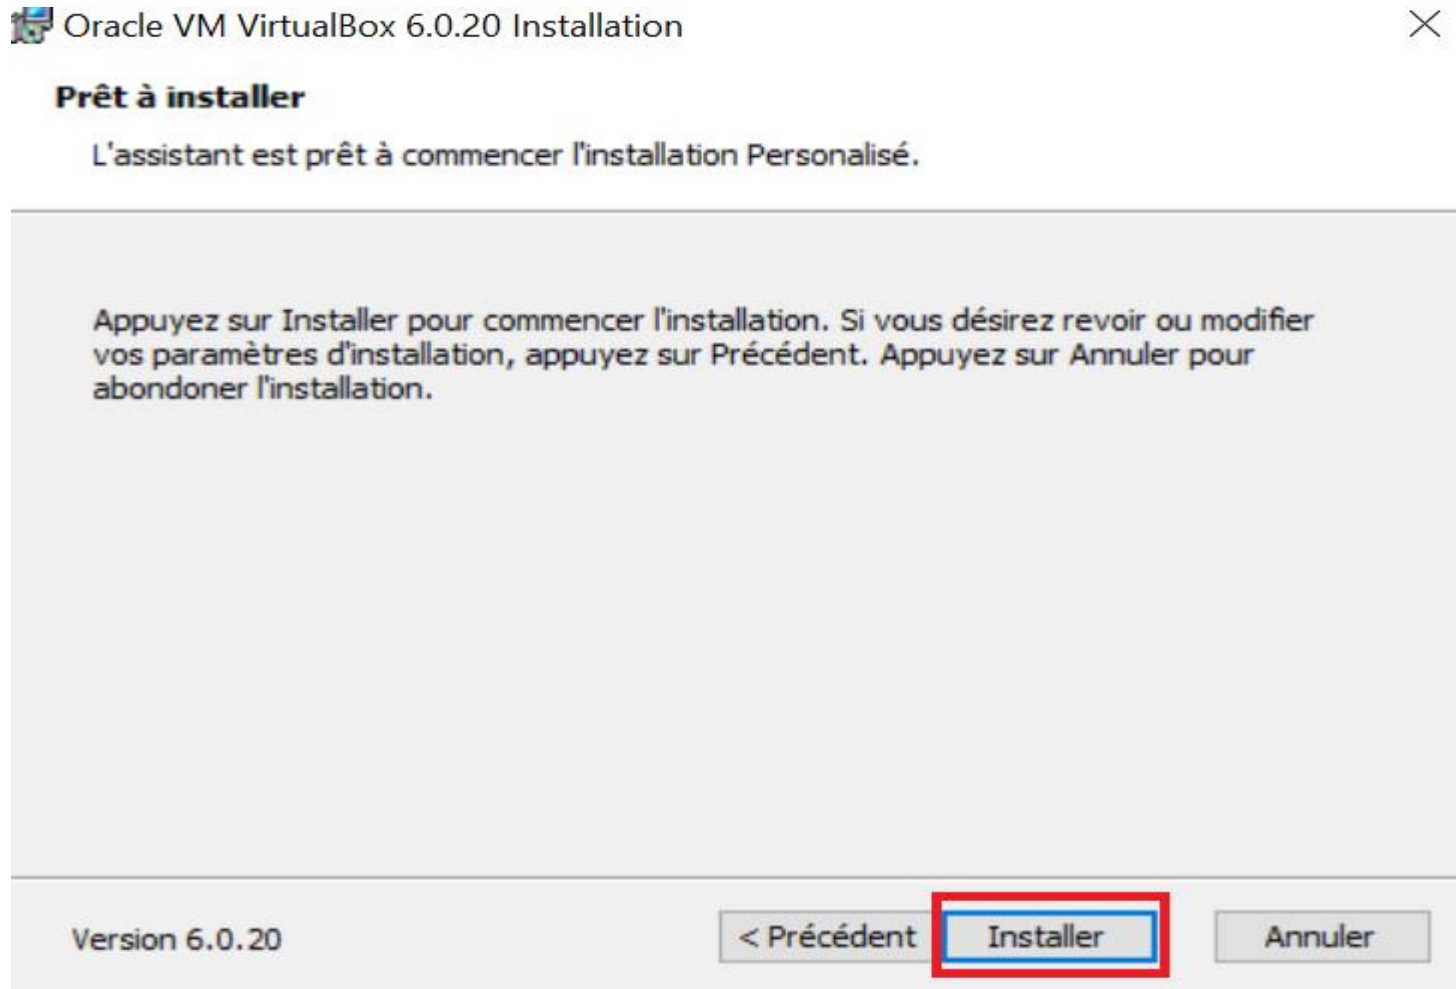 Oracle VM VirtualBox 6.0.20 Installation
Prêt à installer
L'assistant est prêt à commencer l'installation Personalisé.
Appuyez sur Installer pour commencer l'installation. Si vous désirez revoir ou modifier
vos paramètres d'installation, appuyez sur Précédent. Appuyez sur Annuler pour
abondoner l'installation.
Version 6.0.20
< Précédent
Installer
Annuler